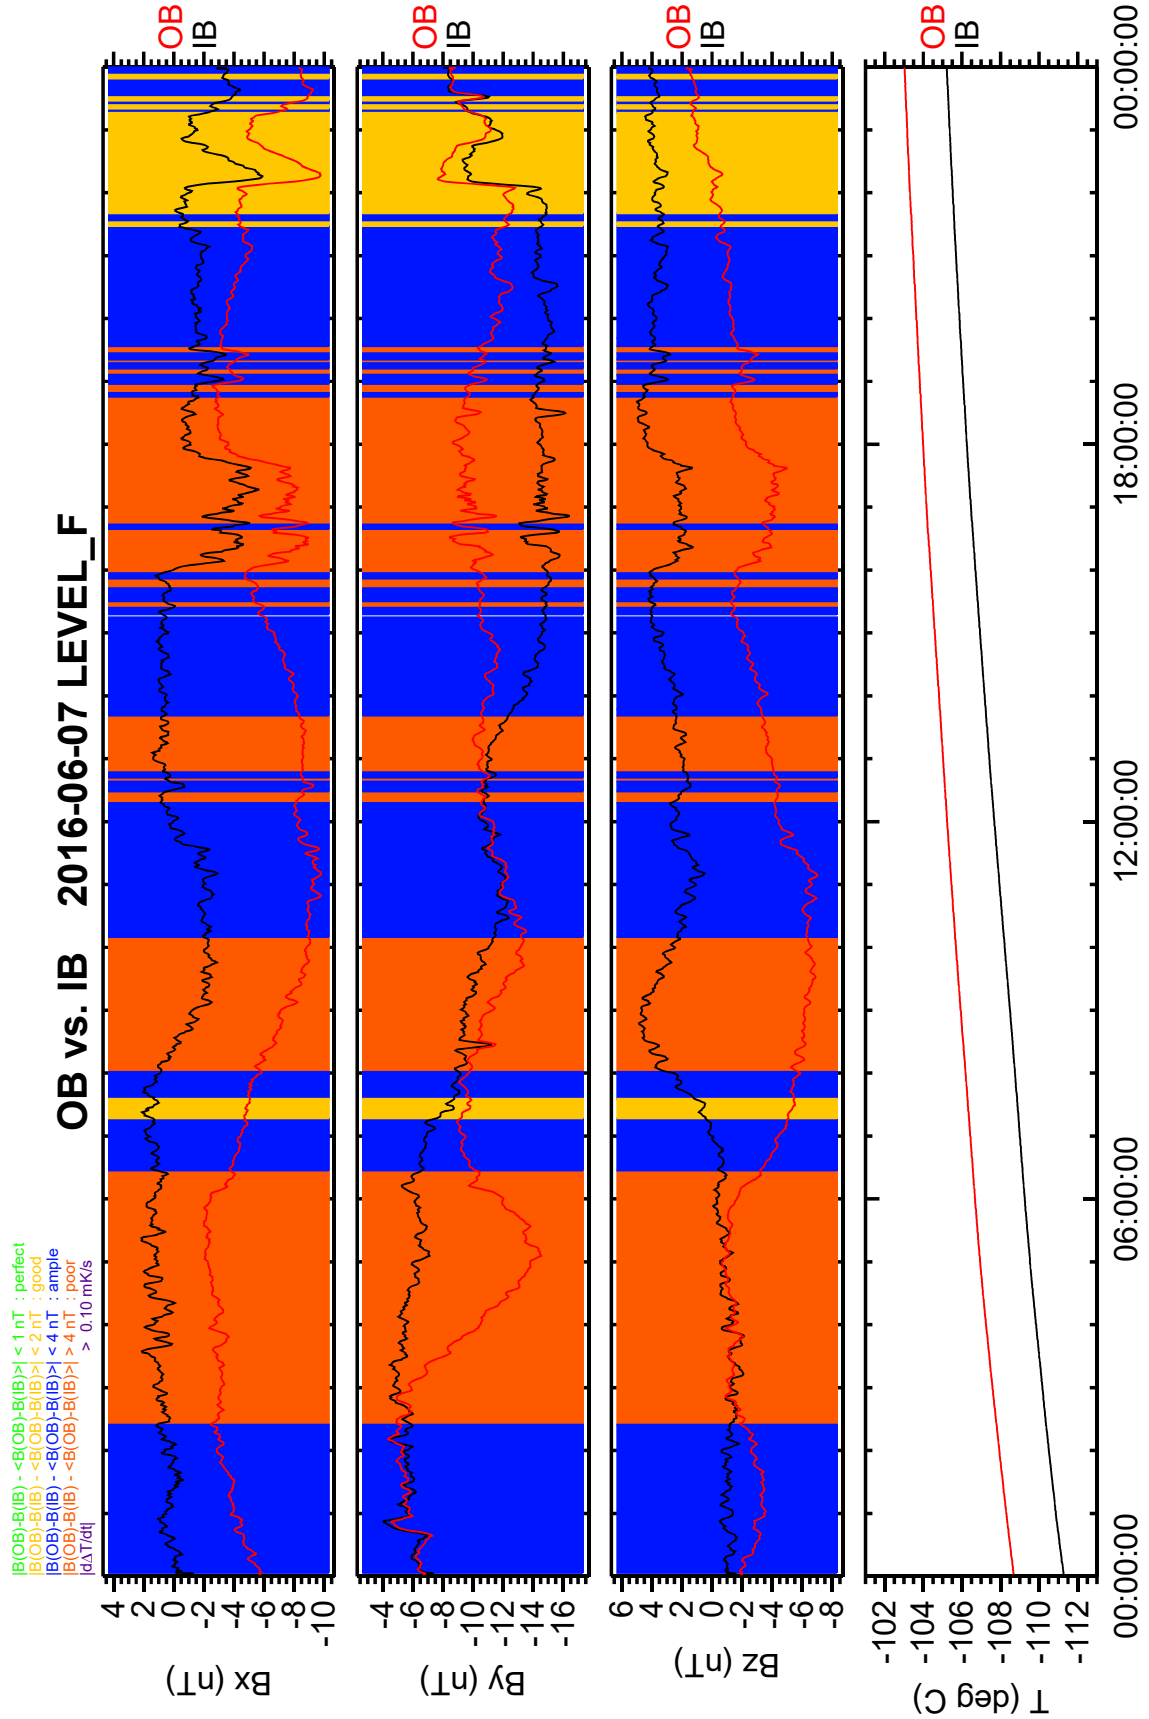 OB vs. IB 2016-06-07 LEVEL_F
|B(OB)-B(IB) - <B(OB)-B(IB)>| < 1 nT : perfect
|B(OB)-B(IB) - <B(OB)-B(IB)>| < 2 nT : good
|B(OB)-B(IB) - <B(OB)-B(IB)>| < 4 nT : ample
|B(OB)-B(IB) - <B(OB)-B(IB)>| > 4 nT : poor
|dΔT/dt| > 0.10 mK/s
Bx (nT)
4
2
0
-2
-4
-6
-8
-10
OB
IB
By (nT)
-4
-6
-8
-10
-12
-14
-16
OB
IB
Bz (nT)
6
4
2
0
-2
-4
-6
-8
OB
IB
T (deg C)
-102
-104
-106
-108
-110
-112
OB
IB
00:00:00
06:00:00
12:00:00
18:00:00
00:00:00